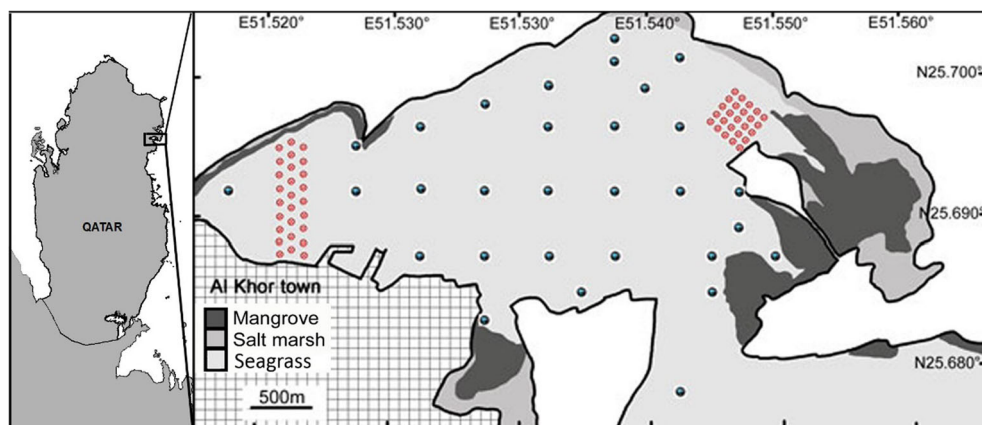 E51.520° E51.530° E51.530° E51.540° E51.550° E51.560°
N25.700°
N25.690°
N25.680°
QATAR
Al Khor town
Mangrove
Salt marsh
Seagrass
500m